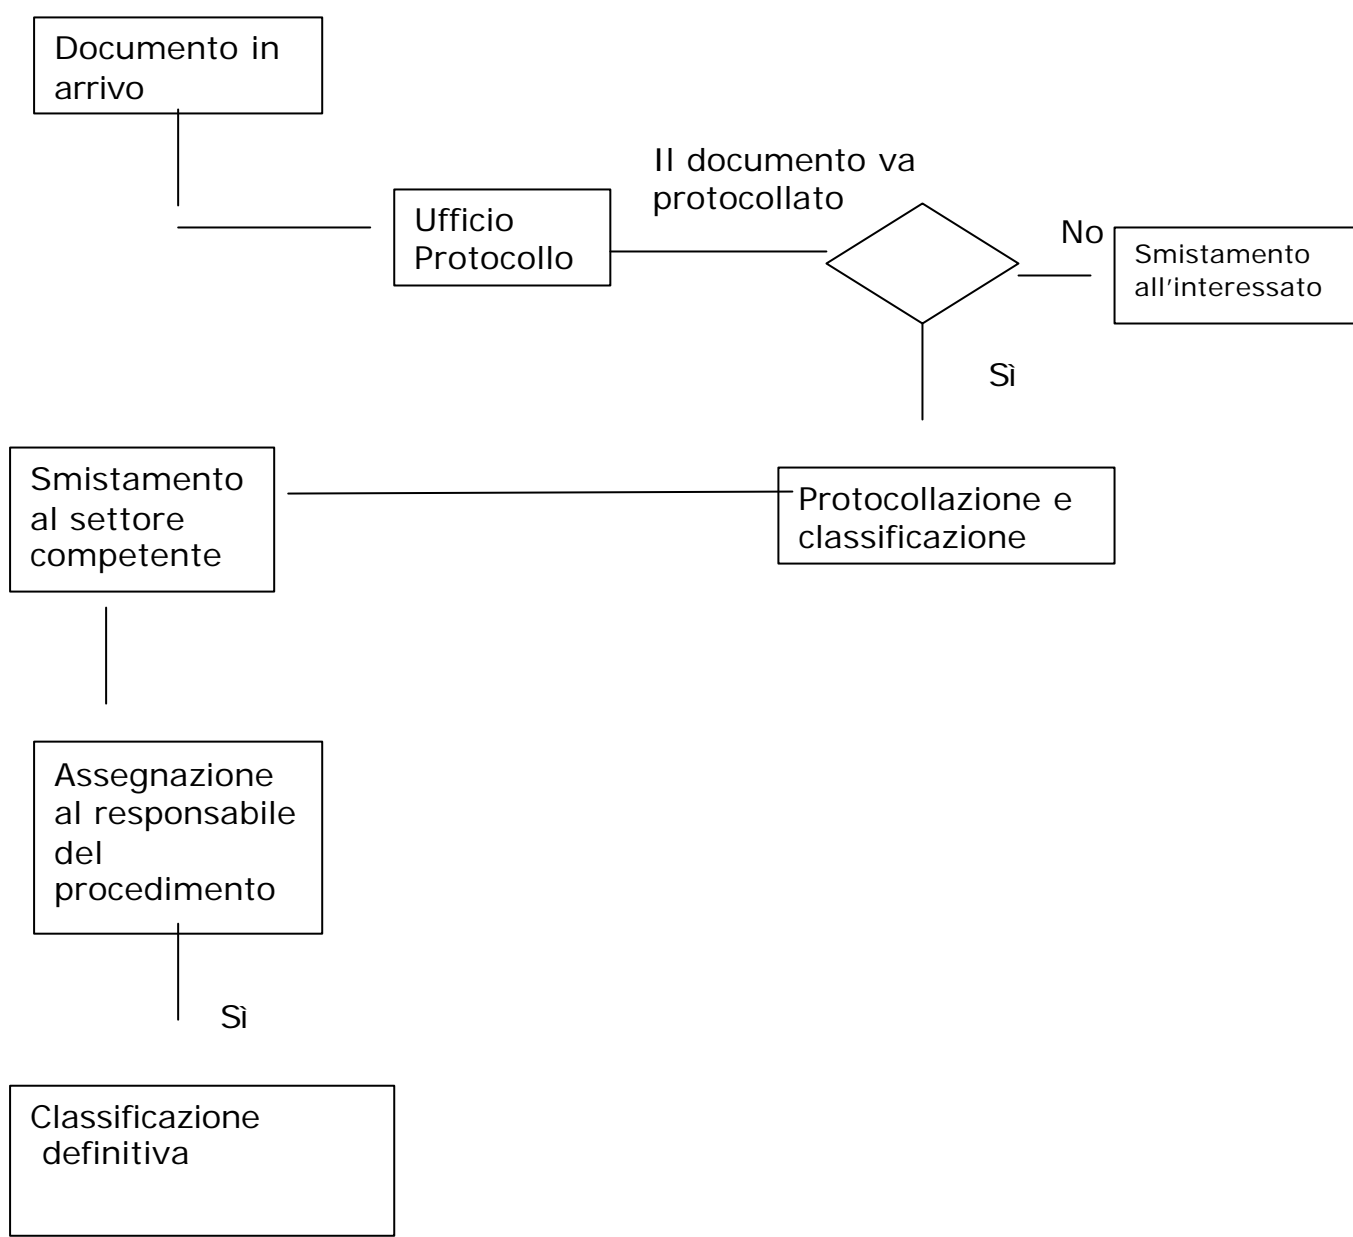 Documento in
arrivo
Il documento va
protocollato
Ufficio
Protocollo
No
Smistamento
all'interessato
Sì
Smistamento
al settore
competente
Protocollazione e
classificazione
Assegnazione
al responsabile
del
procedimento
Sì
Classificazione
definitiva